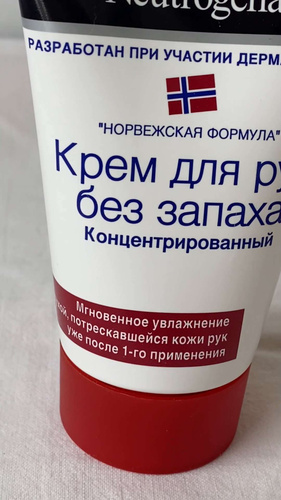 Neutrogena
РАЗРАБОТАН ПРИ УЧАСТИИ ДЕРМА
"НОРВЕЖСКАЯ ФОРМУЛА"
Крем для ру
без запаха
Концентрированный
Мгновенное увлажнение
хой, потрескавшейся кожи рук
уже после 1-го применения